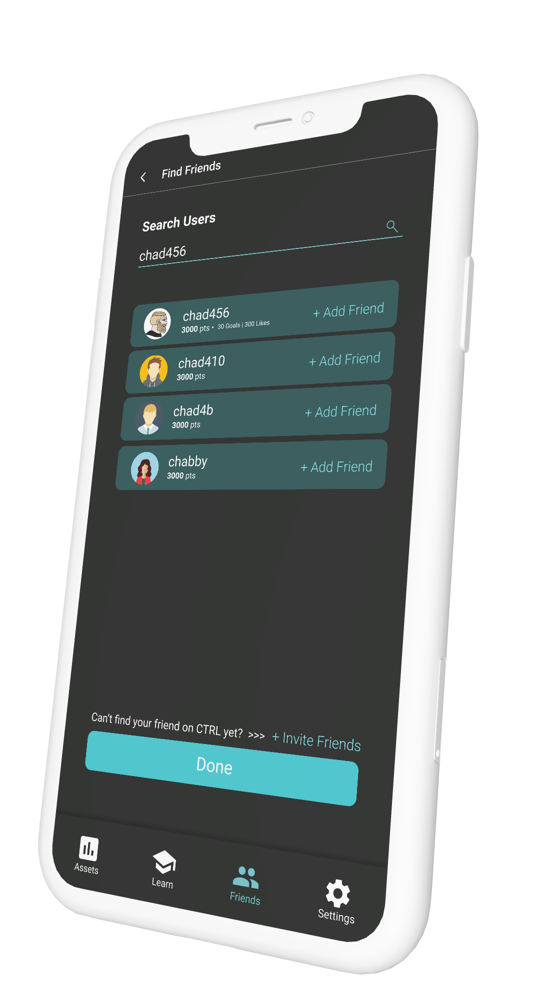 Find Friends
Search Users
chad456
chad456
3000 pts • 30 Goals | 300 Likes
+ Add Friend
chad410
3000 pts
+ Add Friend
chad4b
3000 pts
+ Add Friend
chabby
3000 pts
+ Add Friend
Can't find your friend on CTRL yet? >>> + Invite Friends
Done
Assets
Learn
Friends
Settings